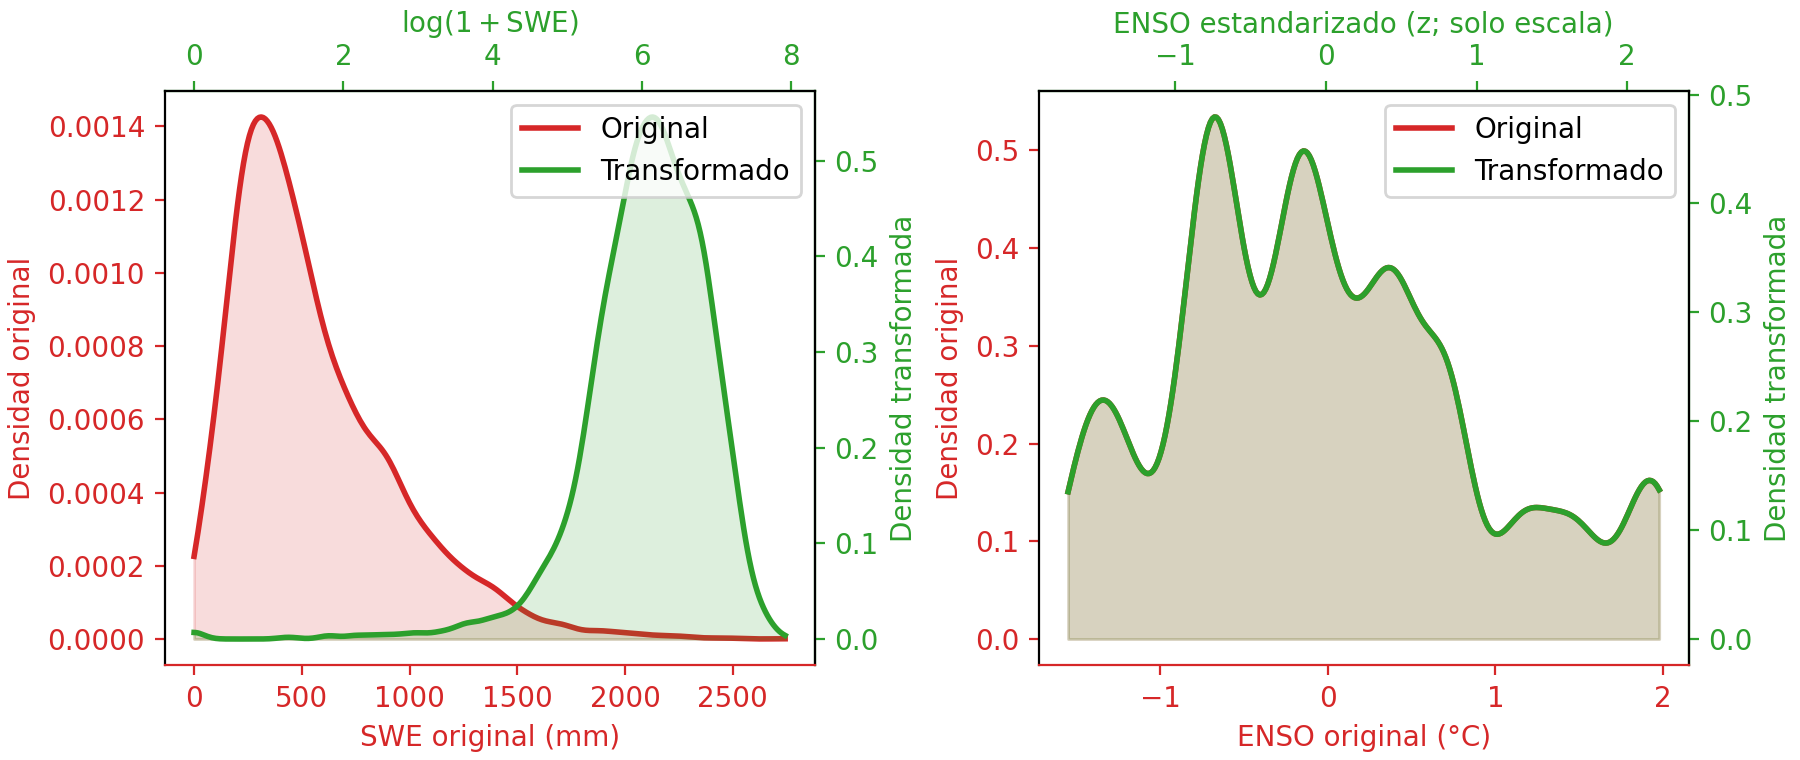 log(1 + SWE)
0 2 4 6 8
Original
Transformado
0.0014
0.0012
0.0010
0.0008
0.0006
0.0004
0.0002
0.0000
Densidad original
0.5
0.4
0.3
0.2
0.1
0.0
Densidad transformada
0 500 1000 1500 2000 2500
SWE original (mm)
ENSO estandarizado (z; solo escala)
−1 0 1 2
Original
Transformado
0.5
0.4
0.3
0.2
0.1
0.0
Densidad original
0.5
0.4
0.3
0.2
0.1
0.0
Densidad transformada
−1 0 1 2
ENSO original (°C)